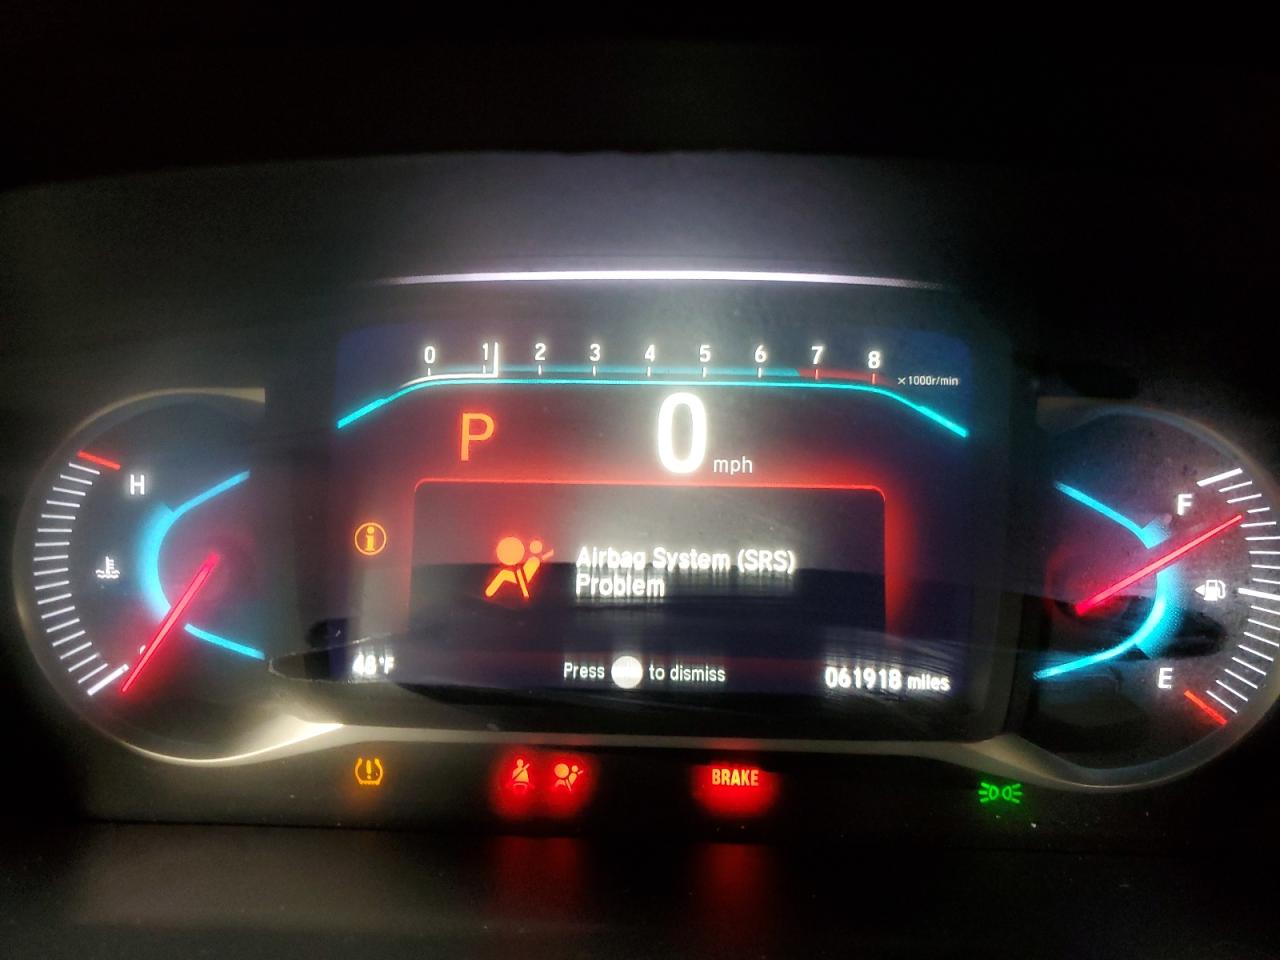 0 1 2 3 4 5 6 7 8 ×1000r/min
P 0 mph
H
F
i
Airbag System (SRS)
Problem
E
48°F Press to dismiss 061918 miles
BRAKE